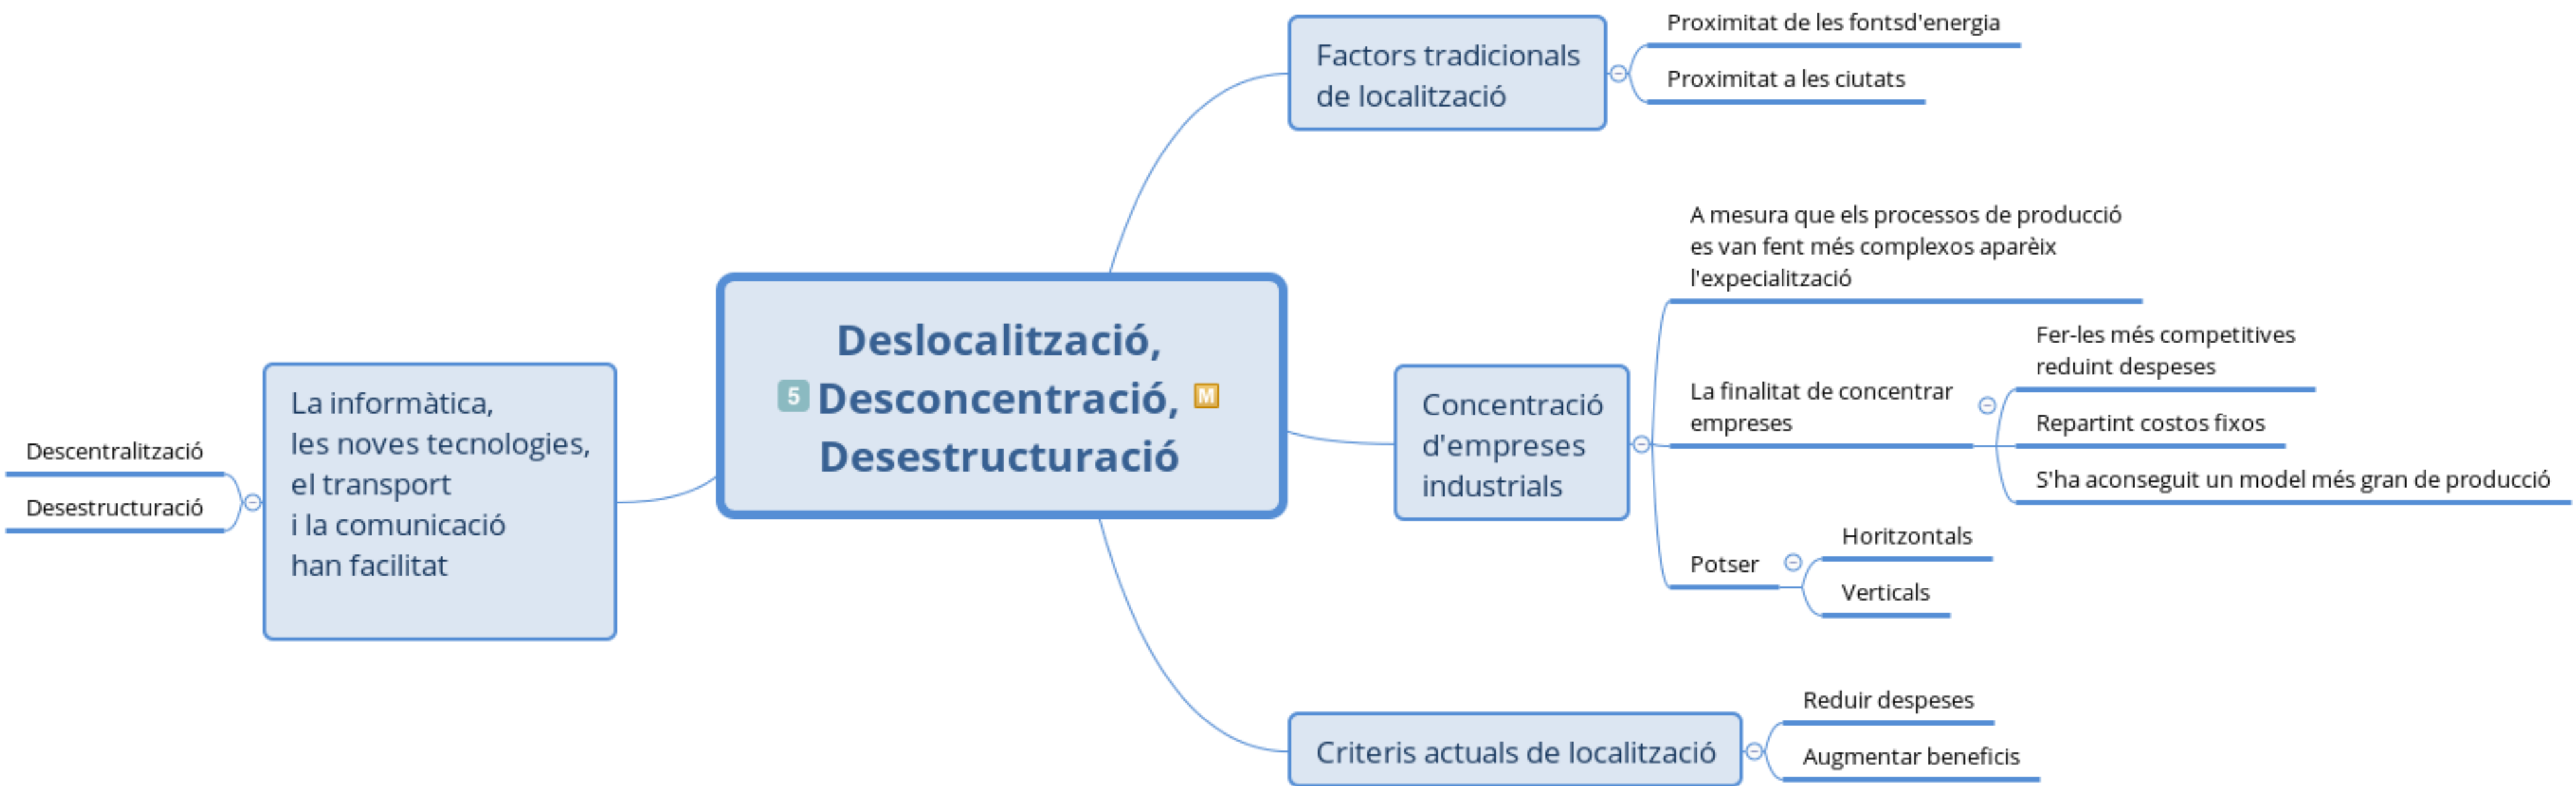 Deslocalització,
5 Desconcentració, M
Desestructuració
Factors tradicionals
de localització
Proximitat de les fontsd'energia
Proximitat a les ciutats
Concentració
d'empreses
industrials
A mesura que els processos de producció
es van fent més complexos aparèix
l'expecialització
La finalitat de concentrar
empreses
Fer-les més competitives
reduint despeses
Repartint costos fixos
S'ha aconseguit un model més gran de producció
Potser
Horitzontals
Verticals
Criteris actuals de localització
Reduir despeses
Augmentar beneficis
La informàtica,
les noves tecnologies,
el transport
i la comunicació
han facilitat
Descentralització
Desestructuració